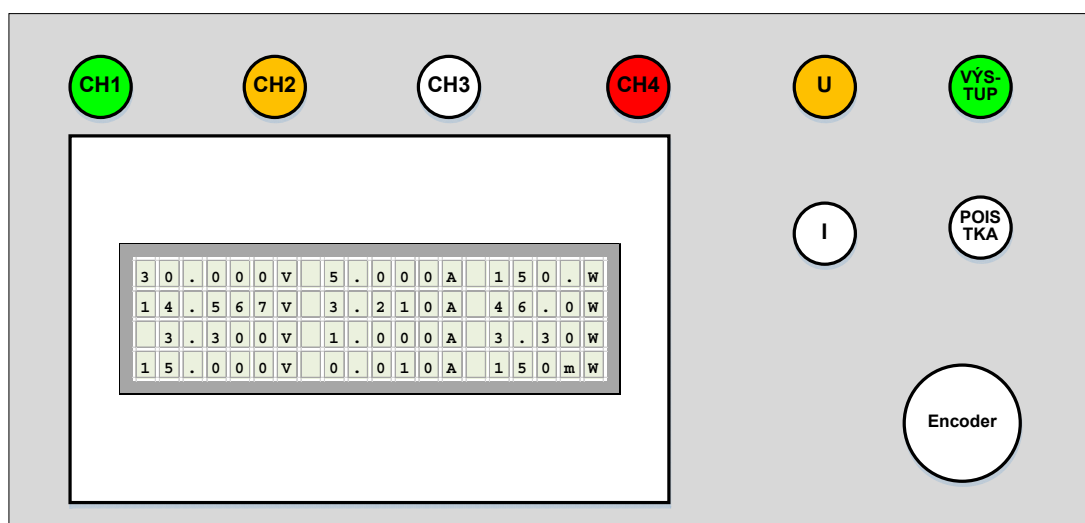 CH1 CH2 CH3 CH4 U VÝS-
TUP
I POIS
TKA
30.000V 5.000A 150.W
14.567V 3.210A 46.0W
3.300V 1.000A 3.30W
15.000V 0.010A 150mW
Encoder